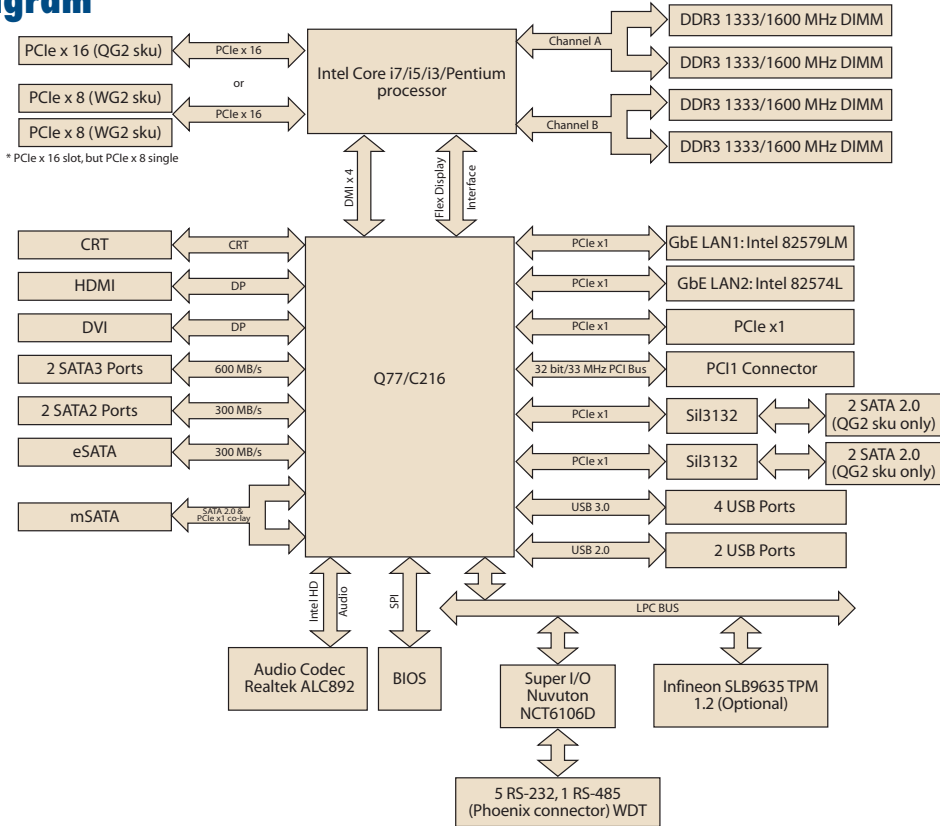 PCIe x 16 (QG2 sku)
PCIe x 16
or
PCIe x 8 (WG2 sku)
PCIe x 8 (WG2 sku)
PCIe x 16
* PCIe x 16 slot, but PCIe x 8 single
Intel Core i7/i5/i3/Pentium
processor
Channel A
DDR3 1333/1600 MHz DIMM
DDR3 1333/1600 MHz DIMM
Channel B
DDR3 1333/1600 MHz DIMM
DDR3 1333/1600 MHz DIMM
DMI x 4
Flex Display
Interface
CRT
CRT
HDMI
DP
DVI
DP
2 SATA3 Ports
600 MB/s
2 SATA2 Ports
300 MB/s
eSATA
300 MB/s
mSATA
SATA 2.0 &
PCIe x1 co-lay
Q77/C216
PCIe x1
GbE LAN1: Intel 82579LM
PCIe x1
GbE LAN2: Intel 82574L
PCIe x1
PCIe x1
32 bit/33 MHz PCI Bus
PCI1 Connector
PCIe x1
Sil3132
2 SATA 2.0
(QG2 sku only)
PCIe x1
Sil3132
2 SATA 2.0
(QG2 sku only)
USB 3.0
4 USB Ports
USB 2.0
2 USB Ports
Intel HD
Audio
SPI
LPC BUS
Audio Codec
Realtek ALC892
BIOS
Super I/O
Nuvuton
NCT6106D
Infineon SLB9635 TPM
1.2 (Optional)
5 RS-232, 1 RS-485
(Phoenix connector) WDT